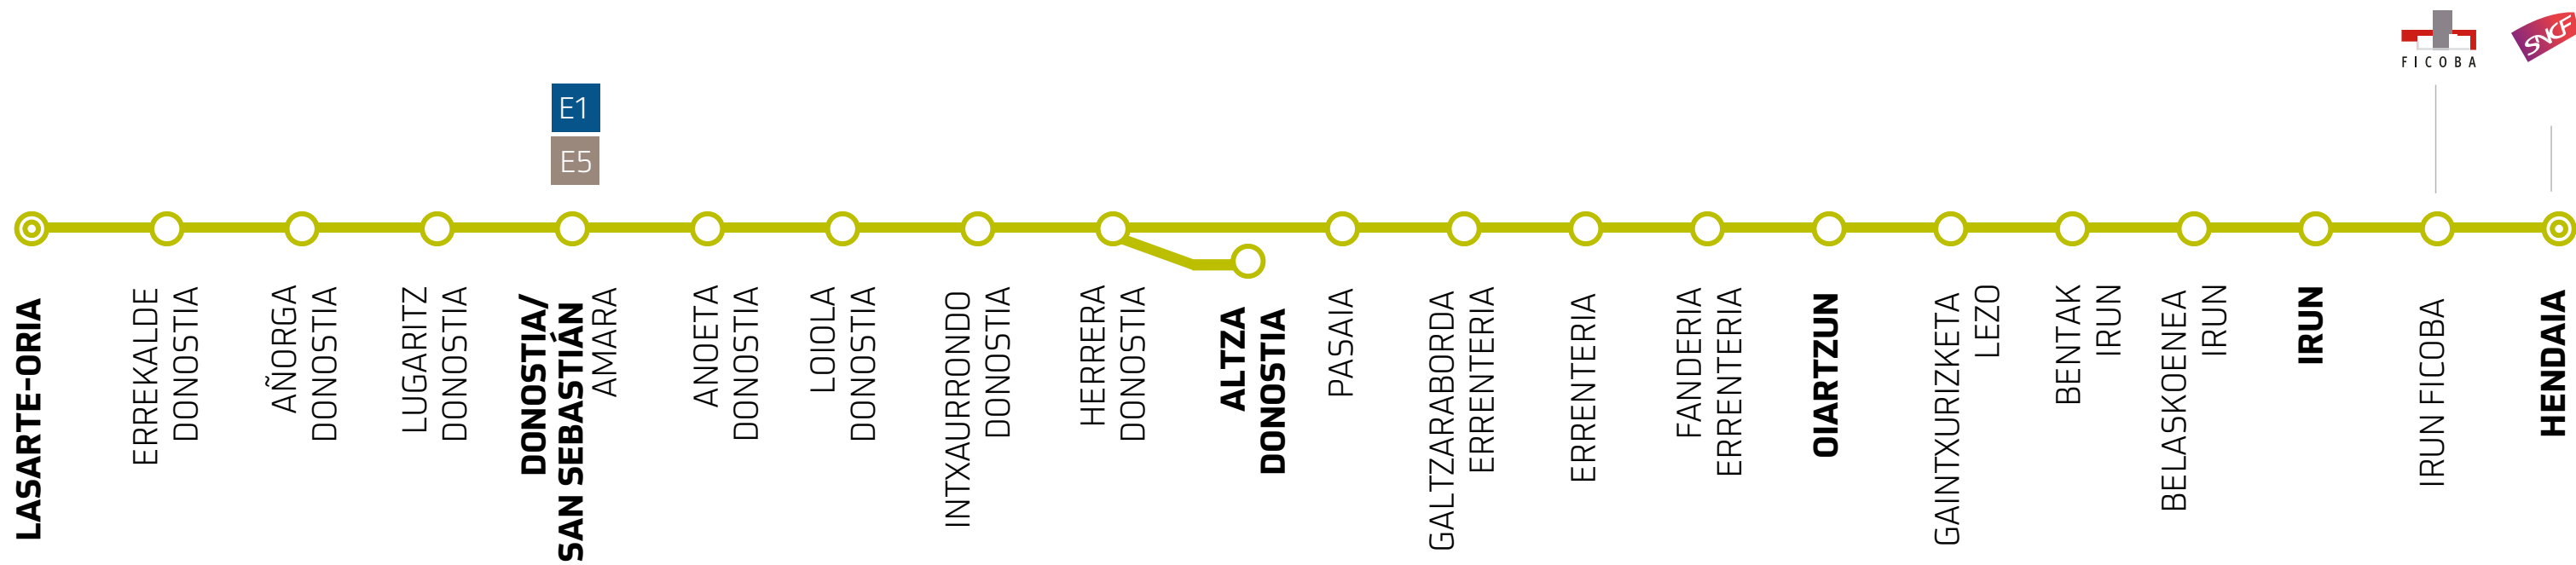 FICOBA
SNCF
E1
E5
LASARTE-ORIA
ERREKALDE
DONOSTIA
AÑORGA
DONOSTIA
LUGARITZ
DONOSTIA
DONOSTIA/
SAN SEBASTIÁN
AMARA
ANOETA
DONOSTIA
LOIOLA
DONOSTIA
INTXAURRONDO
DONOSTIA
HERRERA
DONOSTIA
ALTZA
DONOSTIA
PASAIA
GALTZARABORDA
ERRENTERIA
ERRENTERIA
FANDERIA
ERRENTERIA
OIARTZUN
GAINTXURIZKETA
LEZO
BENTAK
IRUN
BELASKOENEA
IRUN
IRUN
IRUN FICOBA
HENDAIA